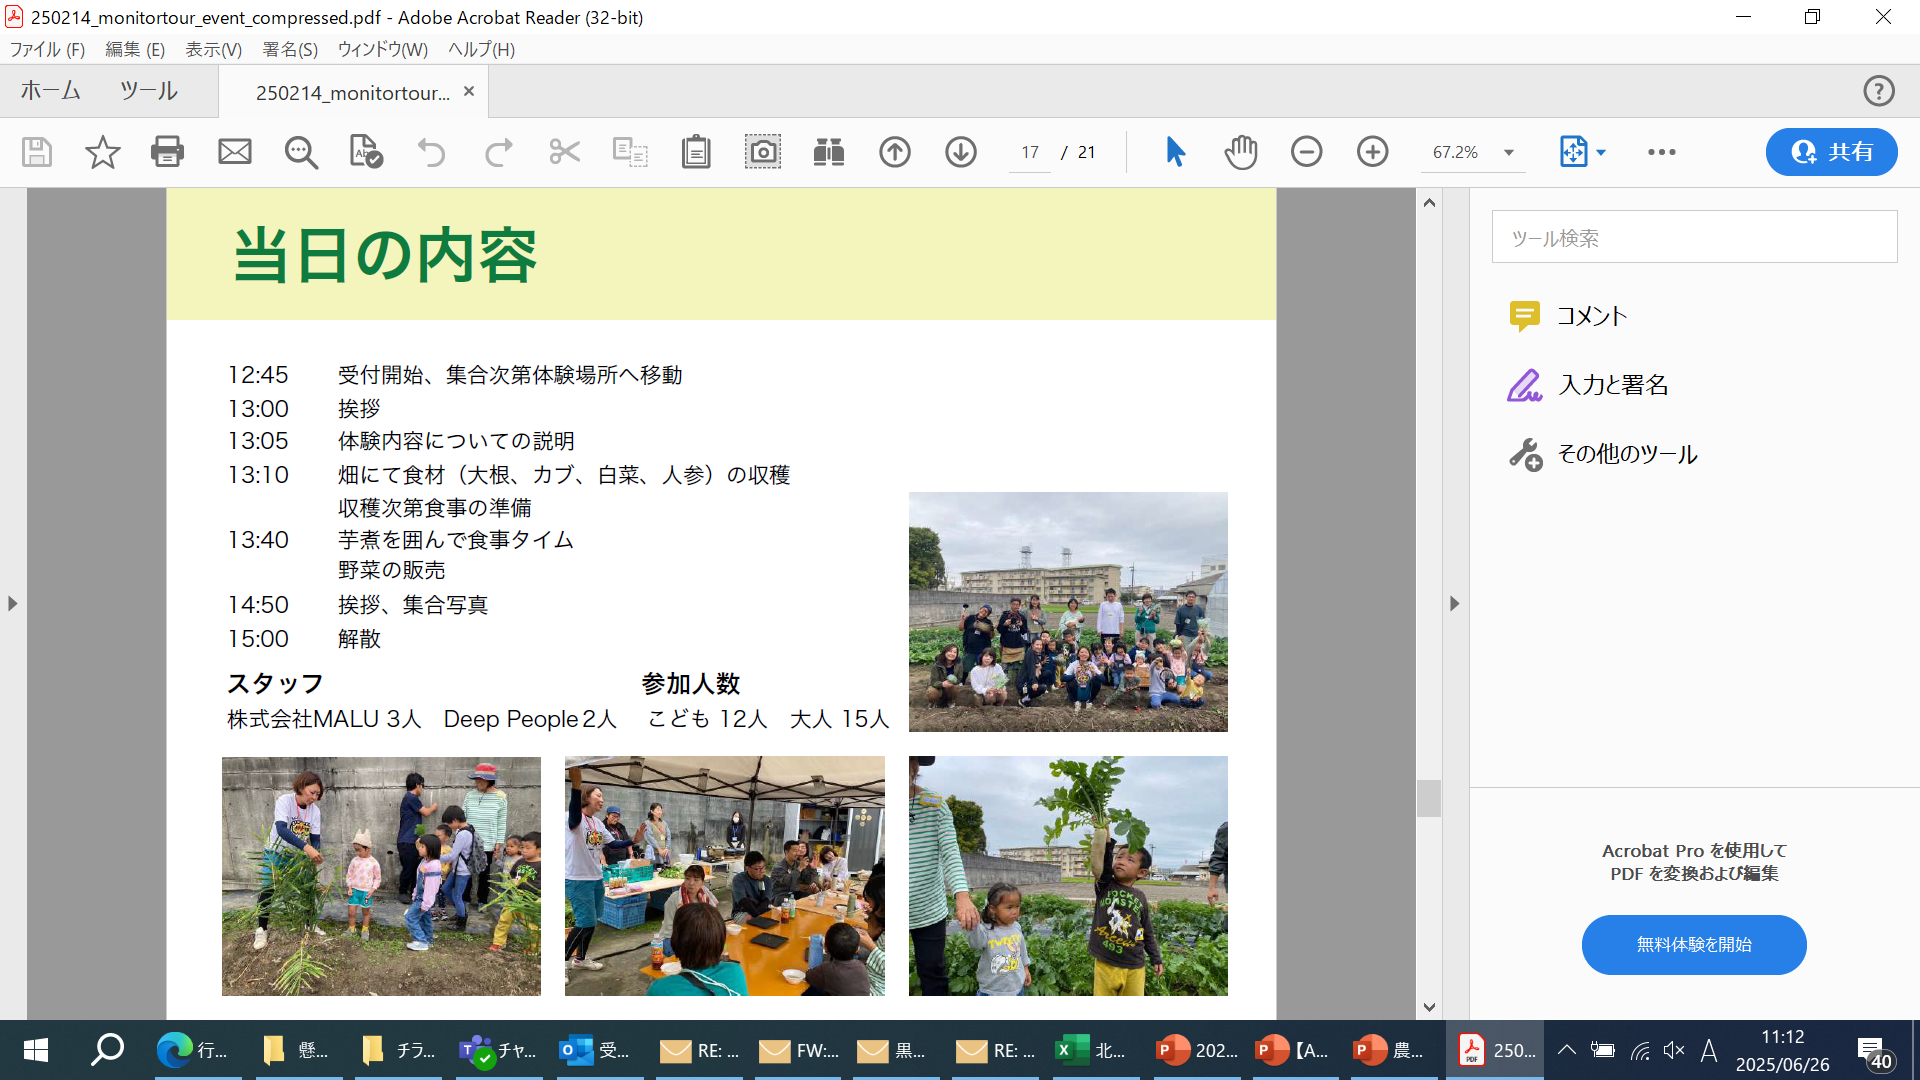 250214_monitortour_event_compressed.pdf - Adobe Acrobat Reader (32-bit)
ファイル (F) 編集 (E) 表示(V) 署名(S) ウィンドウ(W) ヘルプ(H)
ホーム ツール 250214_monitortour... ×
17 / 21 67.2% 共有
当日の内容
12:45 受付開始、集合次第体験場所へ移動
13:00 挨拶
13:05 体験内容についての説明
13:10 畑にて食材（大根、カブ、白菜、人参）の収穫
収穫次第食事の準備
13:40 芋煮を囲んで食事タイム
野菜の販売
14:50 挨拶、集合写真
15:00 解散
スタッフ 参加人数
株式会社MALU 3人 Deep People 2人 こども 12人 大人 15人
ツール検索
コメント
入力と署名
その他のツール
Acrobat Pro を使用して
PDF を変換および編集
無料体験を開始
行... 懸... チラ... チャ... 受... RE: ... FW:... 黒... RE: ... 北... 202... 【A... 農... 250... A 11:12
2025/06/26 40